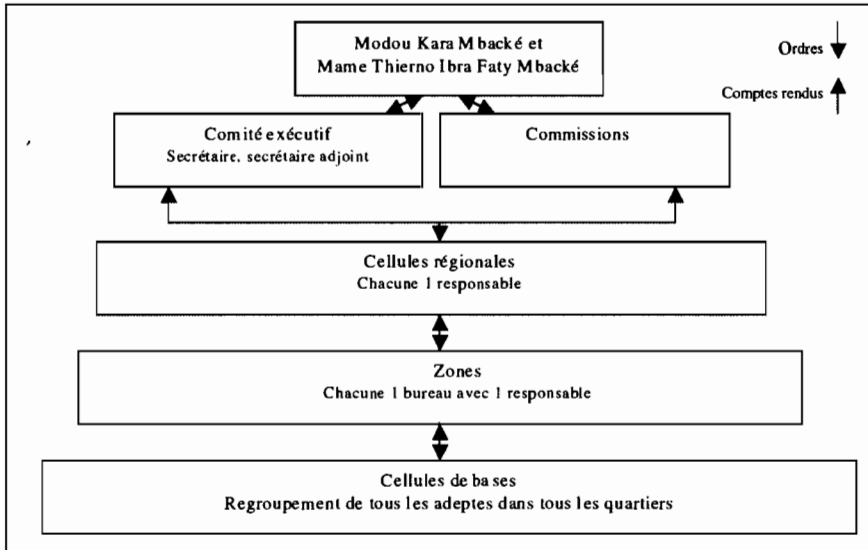 Modou Kara Mbacké et
Mame Thierno Ibra Faty Mbacké
Ordres
Comptes rendus
Comité exécutif
Secrétaire, secrétaire adjoint
Commissions
Cellules régionales
Chacune 1 responsable
Zones
Chacune 1 bureau avec 1 responsable
Cellules de bases
Regroupement de tous les adeptes dans tous les quartiers